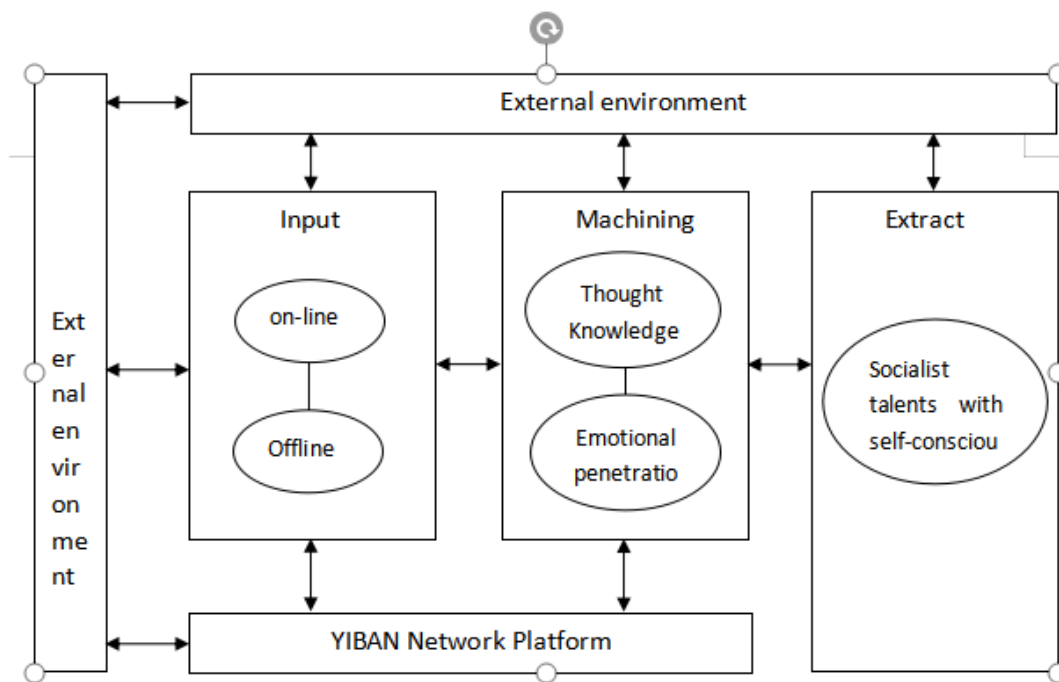 External environment
Input
Machining
Extract
on-line
Offline
Thought
Knowledge
Emotional
penetratio
Socialist
talents with
self-consciou
Ext
er
nal
en
vir
on
me
nt
YIBAN Network Platform